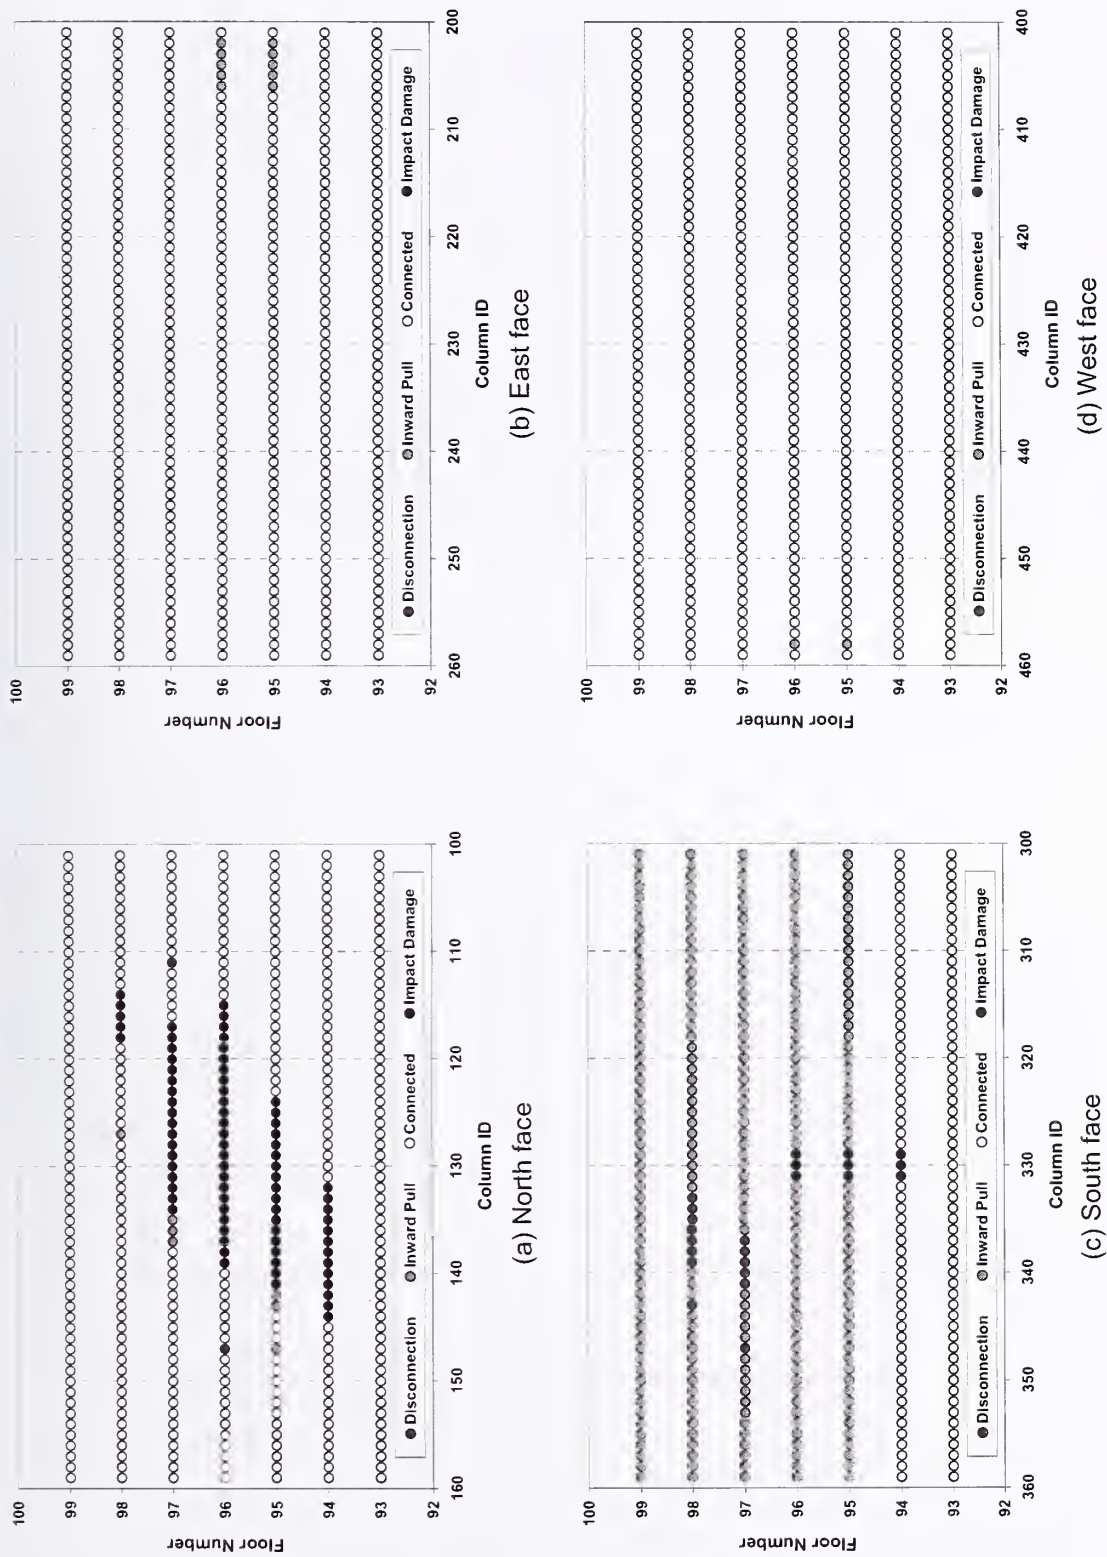 100
99
98
97
96
95
94
93
92
Floor Number
● Disconnection ● Inward Pull ○ Connected ● Impact Damage
160 150 140 130 120 110 100
Column ID
(a) North face
100
99
98
97
96
95
94
93
92
Floor Number
● Disconnection ● Inward Pull ○ Connected ● Impact Damage
260 250 240 230 220 210 200
Column ID
(b) East face
100
99
98
97
96
95
94
93
92
Floor Number
● Disconnection ● Inward Pull ○ Connected ● Impact Damage
360 350 340 330 320 310 300
Column ID
(c) South face
100
99
98
97
96
95
94
93
92
Floor Number
● Disconnection ● Inward Pull ○ Connected ● Impact Damage
460 450 440 430 420 410 400
Column ID
(d) West face